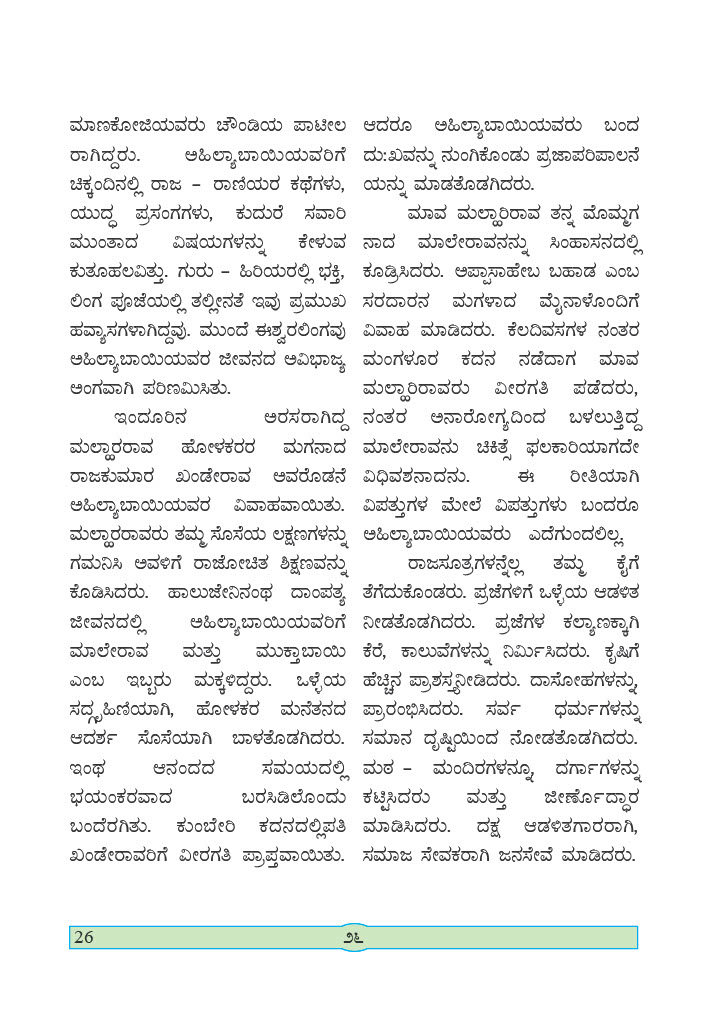 ಮಾಣಕೋಜಿಯವರು ಚೌಂಡಿಯ ಪಾಟೀಲ
ರಾಗಿದ್ದರು. ಅಹಿಲ್ಯಾಬಾಯಿಯವರಿಗೆ
ಚಿಕ್ಕಂದಿನಲ್ಲಿ ರಾಜ – ರಾಣಿಯರ ಕಥೆಗಳು,
ಯುದ್ಧ ಪ್ರಸಂಗಗಳು, ಕುದುರೆ ಸವಾರಿ
ಮುಂತಾದ ವಿಷಯಗಳನ್ನು ಕೇಳುವ
ಕುತೂಹಲವಿತ್ತು. ಗುರು – ಹಿರಿಯರಲ್ಲಿ ಭಕ್ತಿ,
ಲಿಂಗ ಪೂಜೆಯಲ್ಲಿ ತಲ್ಲೀನತೆ ಇವು ಪ್ರಮುಖ
ಹವ್ಯಾಸಗಳಾಗಿದ್ದವು. ಮುಂದೆ ಈಶ್ವರಲಿಂಗವು
ಅಹಿಲ್ಯಾಬಾಯಿಯವರ ಜೀವನದ ಅವಿಭಾಜ್ಯ
ಅಂಗವಾಗಿ ಪರಿಣಮಿಸಿತು.
ಇಂದೂರಿನ ಅರಸರಾಗಿದ್ದ
ಮಲ್ಹಾರರಾವ ಹೋಳಕರರ ಮಗನಾದ
ರಾಜಕುಮಾರ ಖಂಡೇರಾವ ಅವರೊಡನೆ
ಅಹಿಲ್ಯಾಬಾಯಿಯವರ ವಿವಾಹವಾಯಿತು.
ಮಲ್ಹಾರರಾವರು ತಮ್ಮ ಸೊಸೆಯ ಲಕ್ಷಣಗಳನ್ನು
ಗಮನಿಸಿ ಅವಳಿಗೆ ರಾಜೋಚಿತ ಶಿಕ್ಷಣವನ್ನು
ಕೊಡಿಸಿದರು. ಹಾಲುಜೇನಿನಂಥ ದಾಂಪತ್ಯ
ಜೀವನದಲ್ಲಿ ಅಹಿಲ್ಯಾಬಾಯಿಯವರಿಗೆ
ಮಾಲೇರಾವ ಮತ್ತು ಮುಕ್ತಾಬಾಯಿ
ಎಂಬ ಇಬ್ಬರು ಮಕ್ಕಳಿದ್ದರು. ಒಳ್ಳೆಯ
ಸದ್ಗೃಹಿಣಿಯಾಗಿ, ಹೋಳಕರ ಮನೆತನದ
ಆದರ್ಶ ಸೊಸೆಯಾಗಿ ಬಾಳತೊಡಗಿದರು.
ಇಂಥ ಆನಂದದ ಸಮಯದಲ್ಲಿ
ಭಯಂಕರವಾದ ಬರಸಿಡಿಲೊಂದು
ಬಂದೆರಗಿತು. ಕುಂಬೇರಿ ಕದನದಲ್ಲಿಪತಿ
ಖಂಡೇರಾವರಿಗೆ ವೀರಗತಿ ಪ್ರಾಪ್ತವಾಯಿತು.
ಆದರೂ ಅಹಿಲ್ಯಾಬಾಯಿಯವರು ಬಂದ
ದು:ಖವನ್ನು ನುಂಗಿಕೊಂಡು ಪ್ರಜಾಪರಿಪಾಲನೆ
ಯನ್ನು ಮಾಡತೊಡಗಿದರು.
ಮಾವ ಮಲ್ಹಾರಿರಾವ ತನ್ನ ಮೊಮ್ಮಗ
ನಾದ ಮಾಲೇರಾವನನ್ನು ಸಿಂಹಾಸನದಲ್ಲಿ
ಕೂಡ್ರಿಸಿದರು. ಅಪ್ಪಾಸಾಹೇಬ ಬಹಾಡ ಎಂಬ
ಸರದಾರನ ಮಗಳಾದ ಮೈನಾಳೊಂದಿಗೆ
ವಿವಾಹ ಮಾಡಿದರು. ಕೆಲದಿವಸಗಳ ನಂತರ
ಮಂಗಳೂರ ಕದನ ನಡೆದಾಗ ಮಾವ
ಮಲ್ಹಾರಿರಾವರು ವೀರಗತಿ ಪಡೆದರು,
ನಂತರ ಅನಾರೋಗ್ಯದಿಂದ ಬಳಲುತ್ತಿದ್ದ
ಮಾಲೇರಾವನು ಚಿಕಿತ್ಸೆ ಫಲಕಾರಿಯಾಗದೇ
ವಿಧಿವಶನಾದನು. ಈ ರೀತಿಯಾಗಿ
ವಿಪತ್ತುಗಳ ಮೇಲೆ ವಿಪತ್ತುಗಳು ಬಂದರೂ
ಅಹಿಲ್ಯಾಬಾಯಿಯವರು ಎದೆಗುಂದಲಿಲ್ಲ.
ರಾಜಸೂತ್ರಗಳನ್ನೆಲ್ಲ ತಮ್ಮ ಕೈಗೆ
ತೆಗೆದುಕೊಂಡರು. ಪ್ರಜೆಗಳಿಗೆ ಒಳ್ಳೆಯ ಆಡಳಿತ
ನೀಡತೊಡಗಿದರು. ಪ್ರಜೆಗಳ ಕಲ್ಯಾಣಕ್ಕಾಗಿ
ಕೆರೆ, ಕಾಲುವೆಗಳನ್ನು ನಿರ್ಮಿಸಿದರು. ಕೃಷಿಗೆ
ಹೆಚ್ಚಿನ ಪ್ರಾಶಸ್ತ್ಯನೀಡಿದರು. ದಾಸೋಹಗಳನ್ನು
ಪ್ರಾರಂಭಿಸಿದರು. ಸರ್ವ ಧರ್ಮಗಳನ್ನು
ಸಮಾನ ದೃಷ್ಟಿಯಿಂದ ನೋಡತೊಡಗಿದರು.
ಮಠ – ಮಂದಿರಗಳನ್ನೂ, ದರ್ಗಾಗಳನ್ನು
ಕಟ್ಟಿಸಿದರು ಮತ್ತು ಜೀರ್ಣೊದ್ಧಾರ
ಮಾಡಿಸಿದರು. ದಕ್ಷ ಆಡಳಿತಗಾರರಾಗಿ,
ಸಮಾಜ ಸೇವಕರಾಗಿ ಜನಸೇವೆ ಮಾಡಿದರು.
26 ೨೬